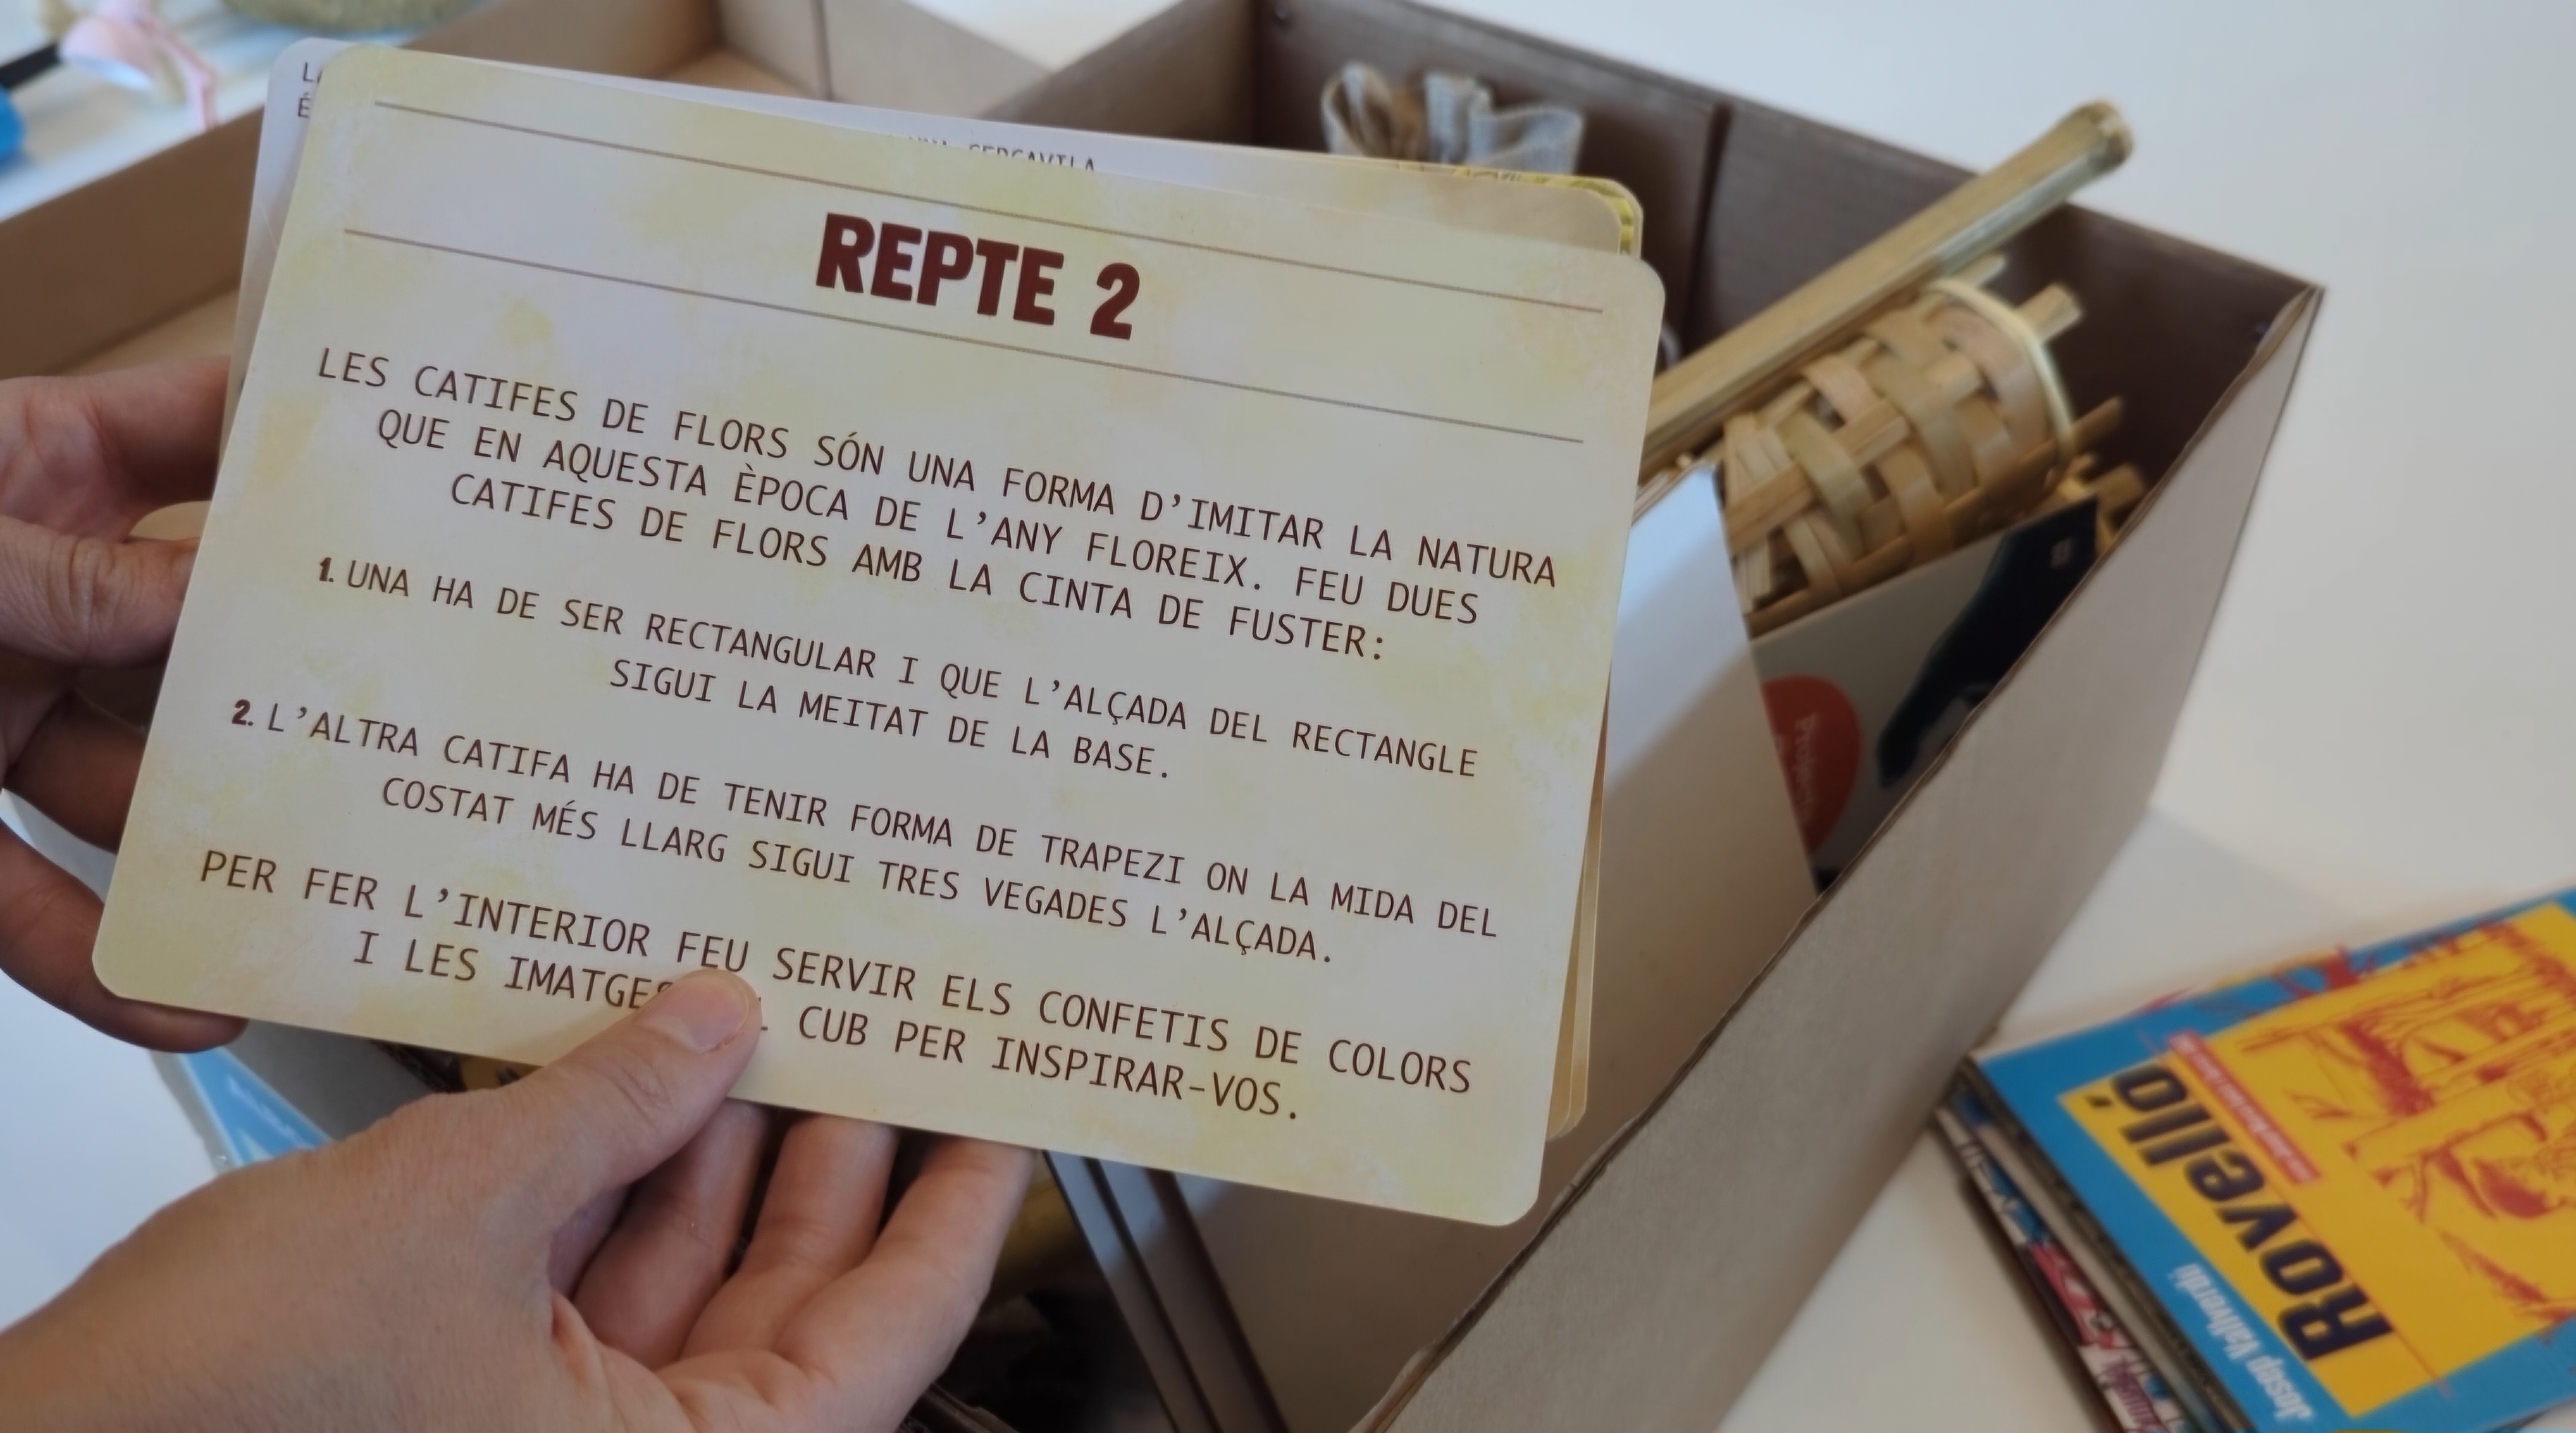 CERCAVILA
REPTE 2
LES CATIFES DE FLORS SÓN UNA FORMA D'IMITAR LA NATURA
QUE EN AQUESTA ÈPOCA DE L'ANY FLOREIX. FEU DUES
CATIFES DE FLORS AMB LA CINTA DE FUSTER:
1. UNA HA DE SER RECTANGULAR I QUE L'ALÇADA DEL RECTANGLE
SIGUI LA MEITAT DE LA BASE.
2. L'ALTRA CATIFA HA DE TENIR FORMA DE TRAPEZI ON LA MIDA DEL
COSTAT MÉS LLARG SIGUI TRES VEGADES L'ALÇADA.
PER FER L'INTERIOR FEU SERVIR ELS CONFETIS DE COLORS
I LES IMATGES CUB PER INSPIRAR-VOS.
Rovelló
Josep Vallverdú